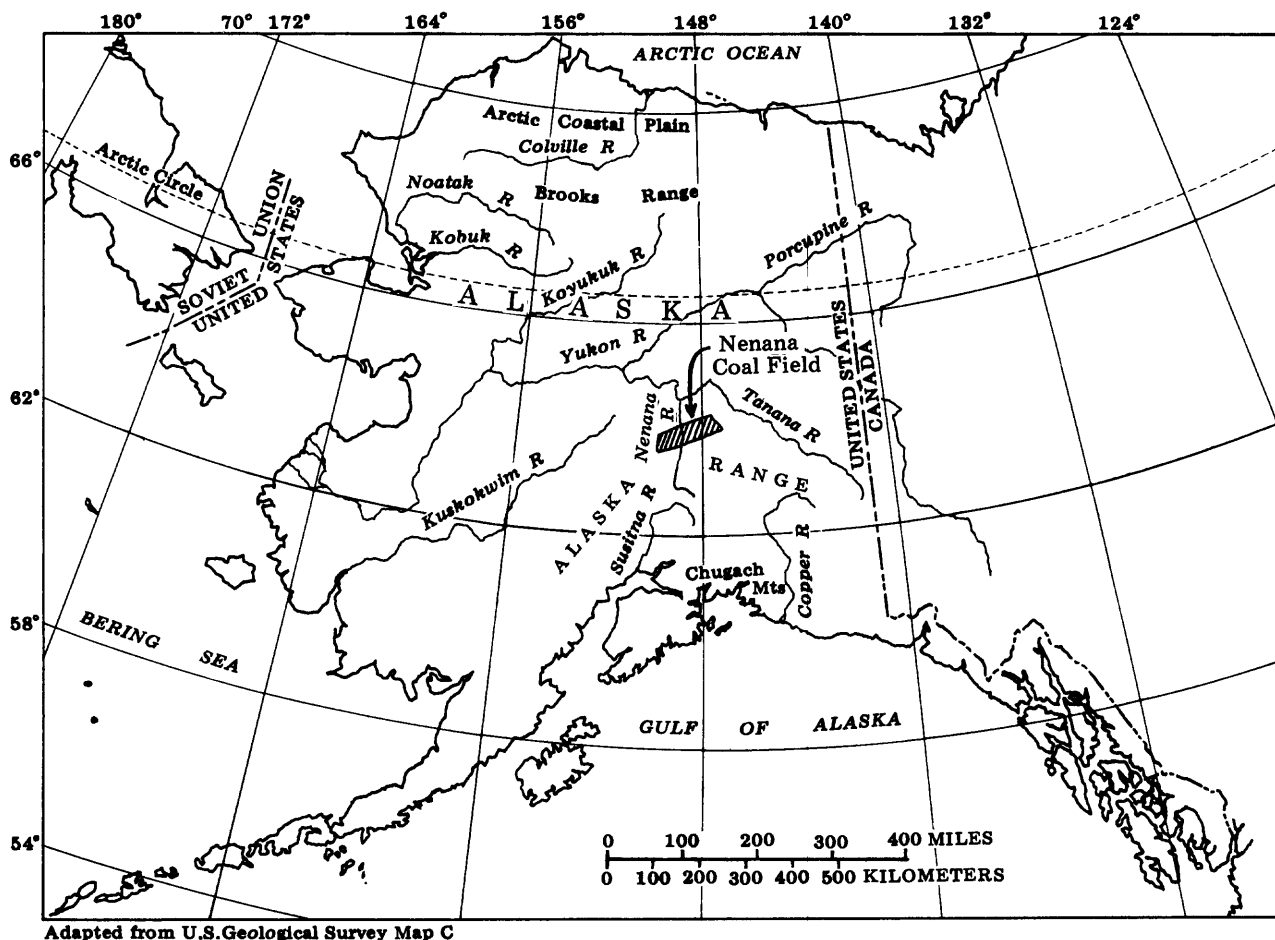 180° 70° 172° 164° 156° 148° 140° 132° 124°
ARCTIC OCEAN
Arctic Coastal Plain
Colville R
66°
Arctic Circle
Noatak R
Brooks Range
UNION
STATES
Kobuk R
Porcupine R
Koyukuk R
SOVIET
UNITED
ALASKA
Yukon R
Nenana
Coal Field
UNITED STATES
CANADA
62°
Nenana R
Tanana R
ALASKA RANGE
Kuskokwim R
Susitna R
Copper R
Chugach
Mts
58°
BERING SEA
GULF OF ALASKA
54°
0 100 200 300 400 MILES
0 100 200 300 400 500 KILOMETERS
Adapted from U.S.Geological Survey Map C